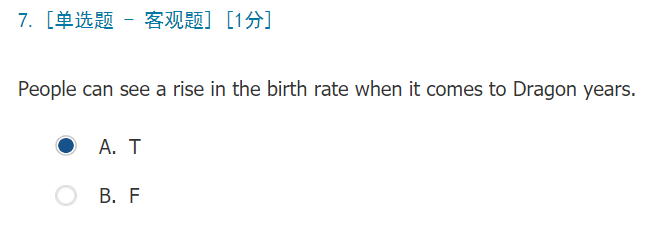 7. [单选题 - 客观题] [1分]
People can see a rise in the birth rate when it comes to Dragon years.
A. T
B. F